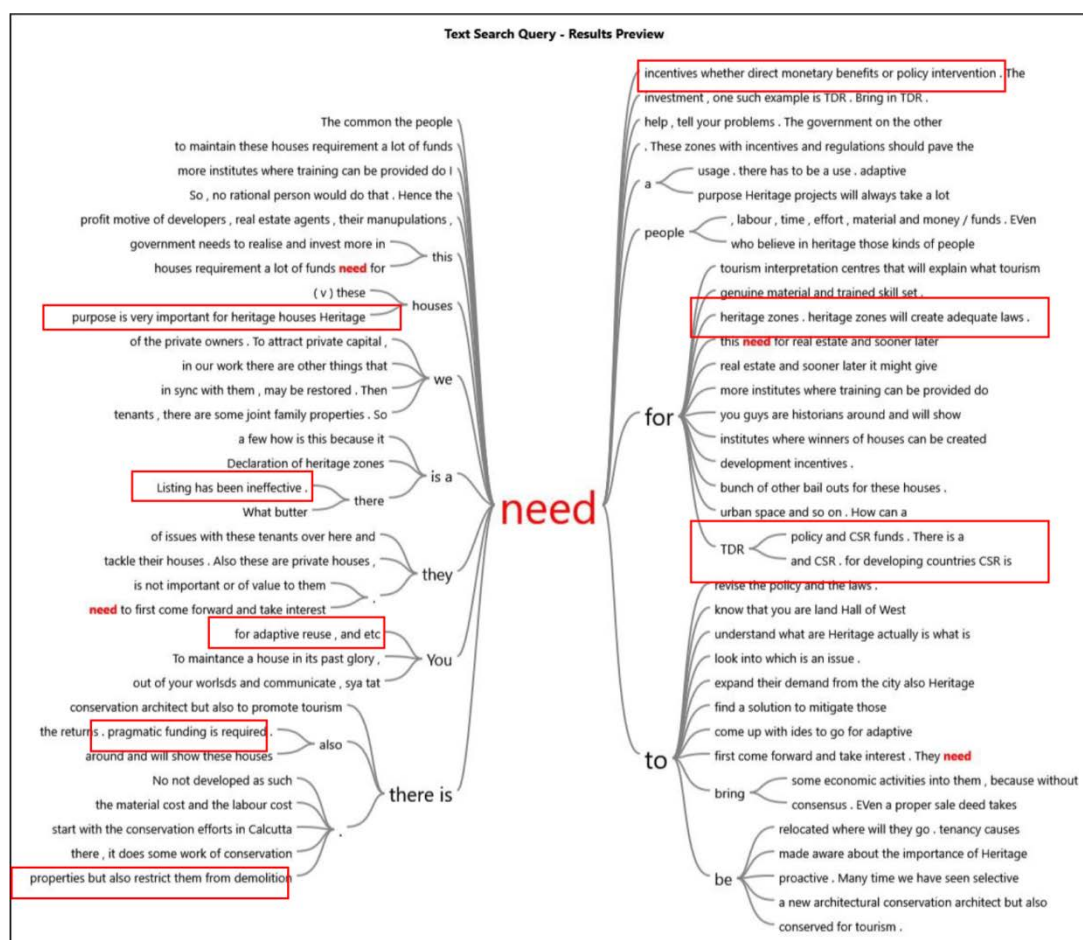 Text Search Query - Results Preview
The common the people
to maintain these houses requirement a lot of funds
more institutes where training can be provided do I
So , no rational person would do that . Hence the
profit motive of developers , real estate agents , their manupulations ,
government needs to realise and invest more in
houses requirement a lot of funds need for
this
( v ) these
purpose is very important for heritage houses Heritage
houses
of the private owners . To attract private capital ,
in our work there are other things that
in sync with them , may be restored . Then
tenants , there are some joint family properties . So
we
a few how is this because it
Declaration of heritage zones
Listing has been ineffective .
What butter
there
is a
of issues with these tenants over here and
tackle their houses . Also these are private houses ,
is not important or of value to them
need to first come forward and take interest
.
they
for adaptive reuse , and etc
To maintance a house in its past glory ,
out of your worlsds and communicate , sya tat
You
conservation architect but also to promote tourism
the returns . pragmatic funding is required .
around and will show these houses
also
No not developed as such
the material cost and the labour cost
start with the conservation efforts in Calcutta
there , it does some work of conservation
properties but also restrict them from demolition
.
there is
need
incentives whether direct monetary benefits or policy intervention . The
investment , one such example is TDR . Bring in TDR .
help , tell your problems . The government on the other
. These zones with incentives and regulations should pave the
a
usage . there has to be a use . adaptive
purpose Heritage projects will always take a lot
people
, labour , time , effort , material and money / funds . EVen
who believe in heritage those kinds of people
for
tourism interpretation centres that will explain what tourism
genuine material and trained skill set .
heritage zones . heritage zones will create adequate laws .
this need for real estate and sooner later
real estate and sooner later it might give
more institutes where training can be provided do
you guys are historians around and will show
institutes where winners of houses can be created
development incentives .
bunch of other bail outs for these houses .
urban space and so on . How can a
TDR
policy and CSR funds . There is a
and CSR . for developing countries CSR is
to
revise the policy and the laws .
know that you are land Hall of West
understand what are Heritage actually is what is
look into which is an issue .
expand their demand from the city also Heritage
find a solution to mitigate those
come up with ides to go for adaptive
first come forward and take interest . They need
bring
some economic activities into them , because without
consensus . EVen a proper sale deed takes
be
relocated where will they go . tenancy causes
made aware about the importance of Heritage
proactive . Many time we have seen selective
a new architectural conservation architect but also
conserved for tourism .